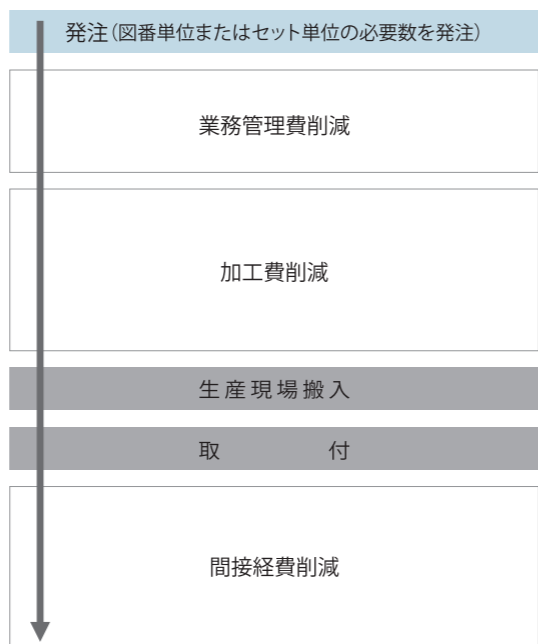 発注(図番単位またはセット単位の必要数を発注)
業務管理費削減
加工費削減
生産現場搬入
取　　　　付
間接経費削減